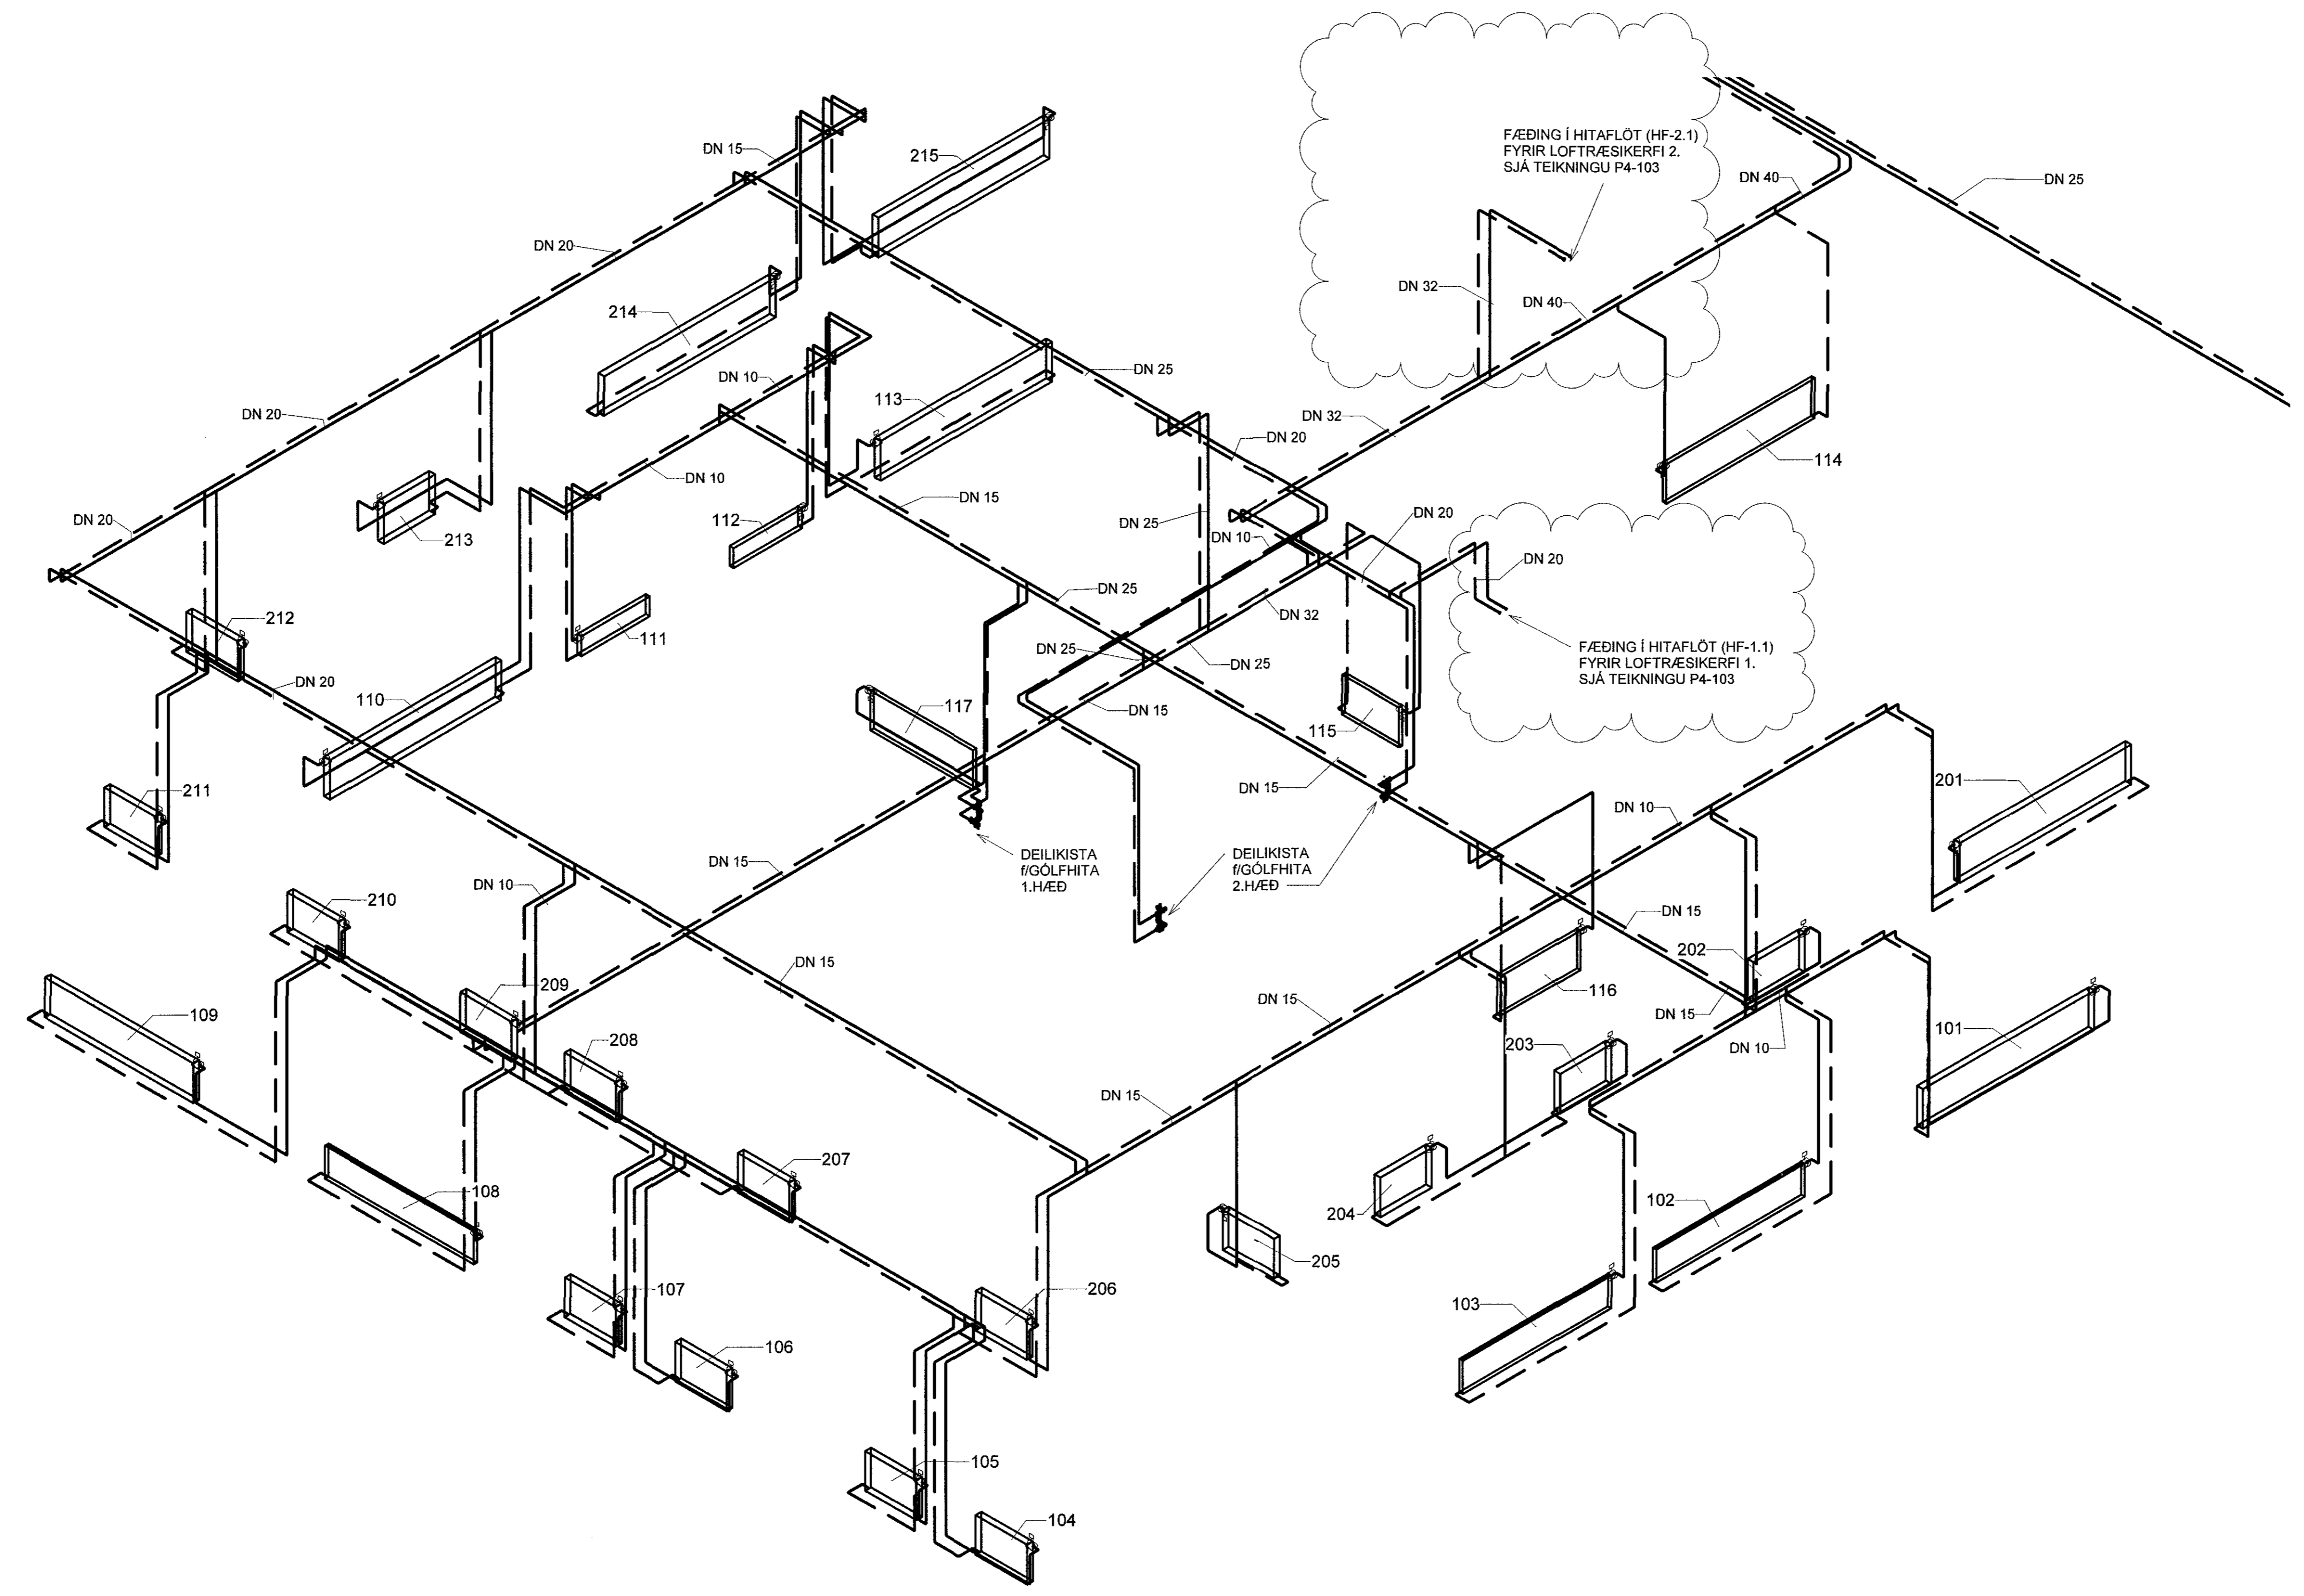 FÆÐING Í HITAFLÖT (HF-2.1)
FYRIR LOFTRÆSIKERFI 2.
SJÁ TEIKNINGU P4-103
DN 15
215
DN 40
DN 25
DN 20
DN 32
DN 40
214
DN 10
DN 25
113
DN 20
DN 32
DN 20
114
DN 10
DN 15
DN 20
213
112
DN 25
DN 20
DN 10
DN 20
DN 25
DN 32
212
111
DN 25
DN 25
FÆÐING Í HITAFLÖT (HF-1.1)
FYRIR LOFTRÆSIKERFI 1.
SJÁ TEIKNINGU P4-103
DN 20
110
117
DN 15
115
211
DN 15
201
DN 10
DEILIKISTA
f/GÓLFHITA
1.HÆÐ
DEILIKISTA
f/GÓLFHITA
2.HÆÐ
DN 15
DN 10
210
DN 15
202
DN 15
209
116
DN 15
DN 15
109
101
208
203
DN 10
DN 15
207
108
102
204
205
107
206
103
106
105
104